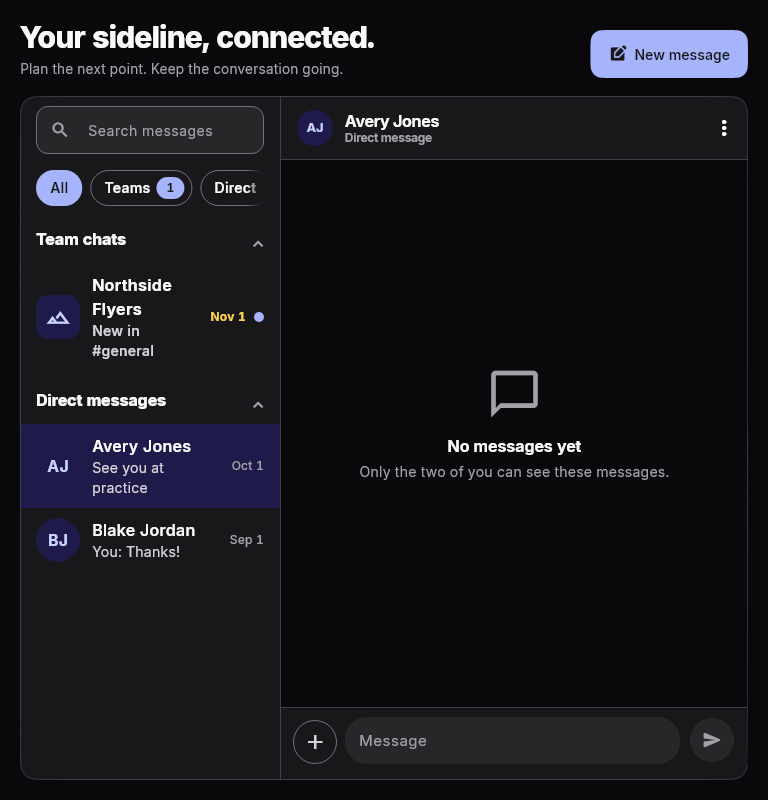 Your sideline, connected.
Plan the next point. Keep the conversation going.
New message
Search messages
All
Teams 1
Direct
Team chats
Northside
Flyers
New in
#general
Nov 1
Direct messages
AJ
Avery Jones
See you at
practice
Oct 1
BJ
Blake Jordan
You: Thanks!
Sep 1
AJ
Avery Jones
Direct message
No messages yet
Only the two of you can see these messages.
Message